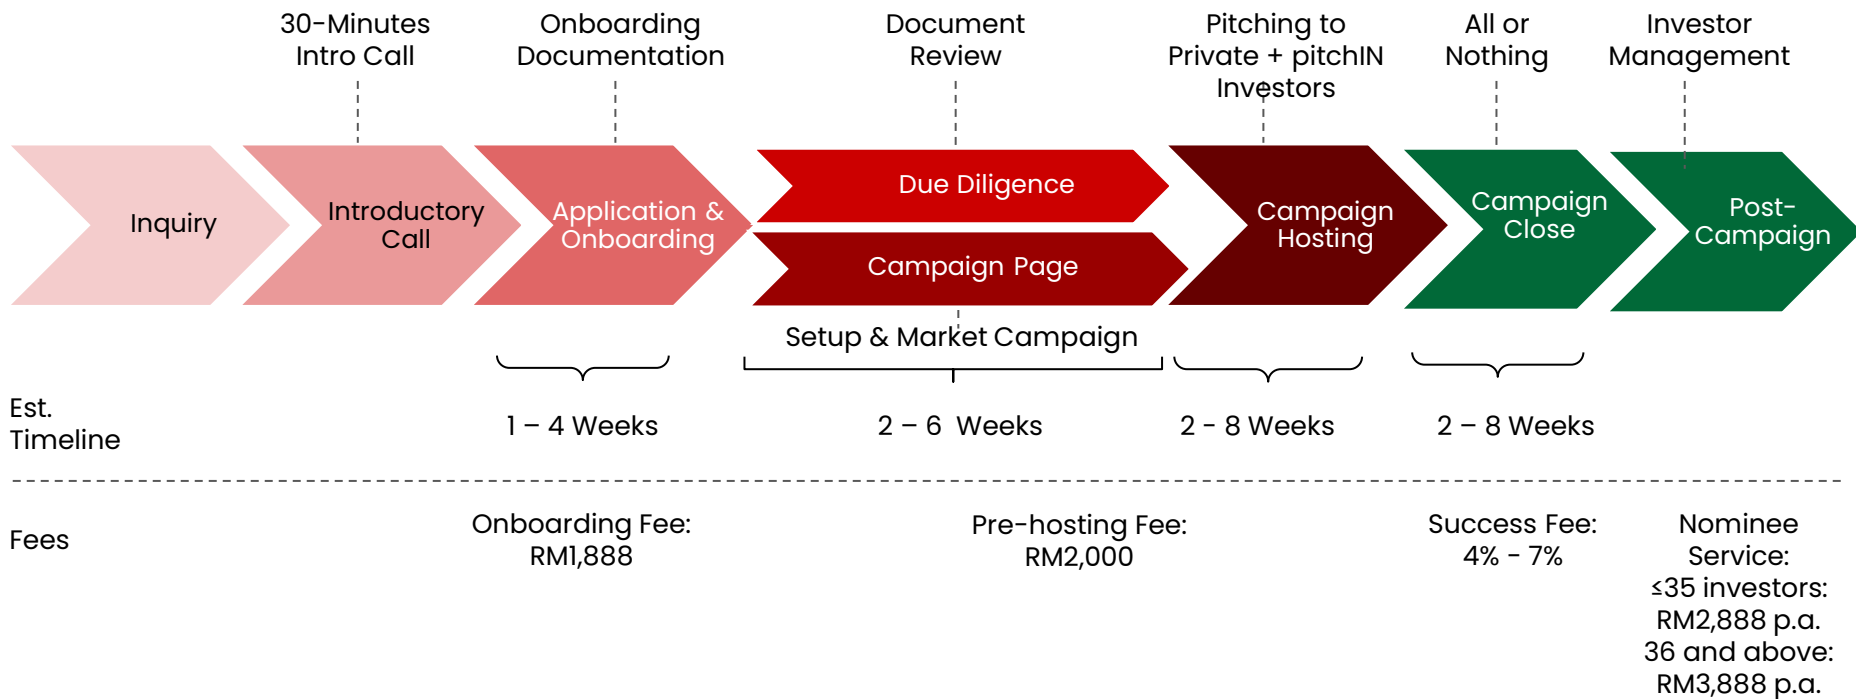 30-Minutes
Intro Call
Onboarding
Documentation
Document
Review
Pitching to
Private + pitchIN
Investors
All or
Nothing
Investor
Management
Inquiry
Introductory
Call
Application &
Onboarding
Due Diligence
Campaign Page
Campaign
Hosting
Campaign
Close
Post-
Campaign
Setup & Market Campaign
Est.
Timeline
1 – 4 Weeks
2 – 6  Weeks
2 - 8 Weeks
2 – 8 Weeks
Fees
Onboarding Fee:
RM1,888
Pre-hosting Fee:
RM2,000
Success Fee:
4% - 7%
Nominee
Service:
≤35 investors:
RM2,888 p.a.
36 and above:
RM3,888 p.a.